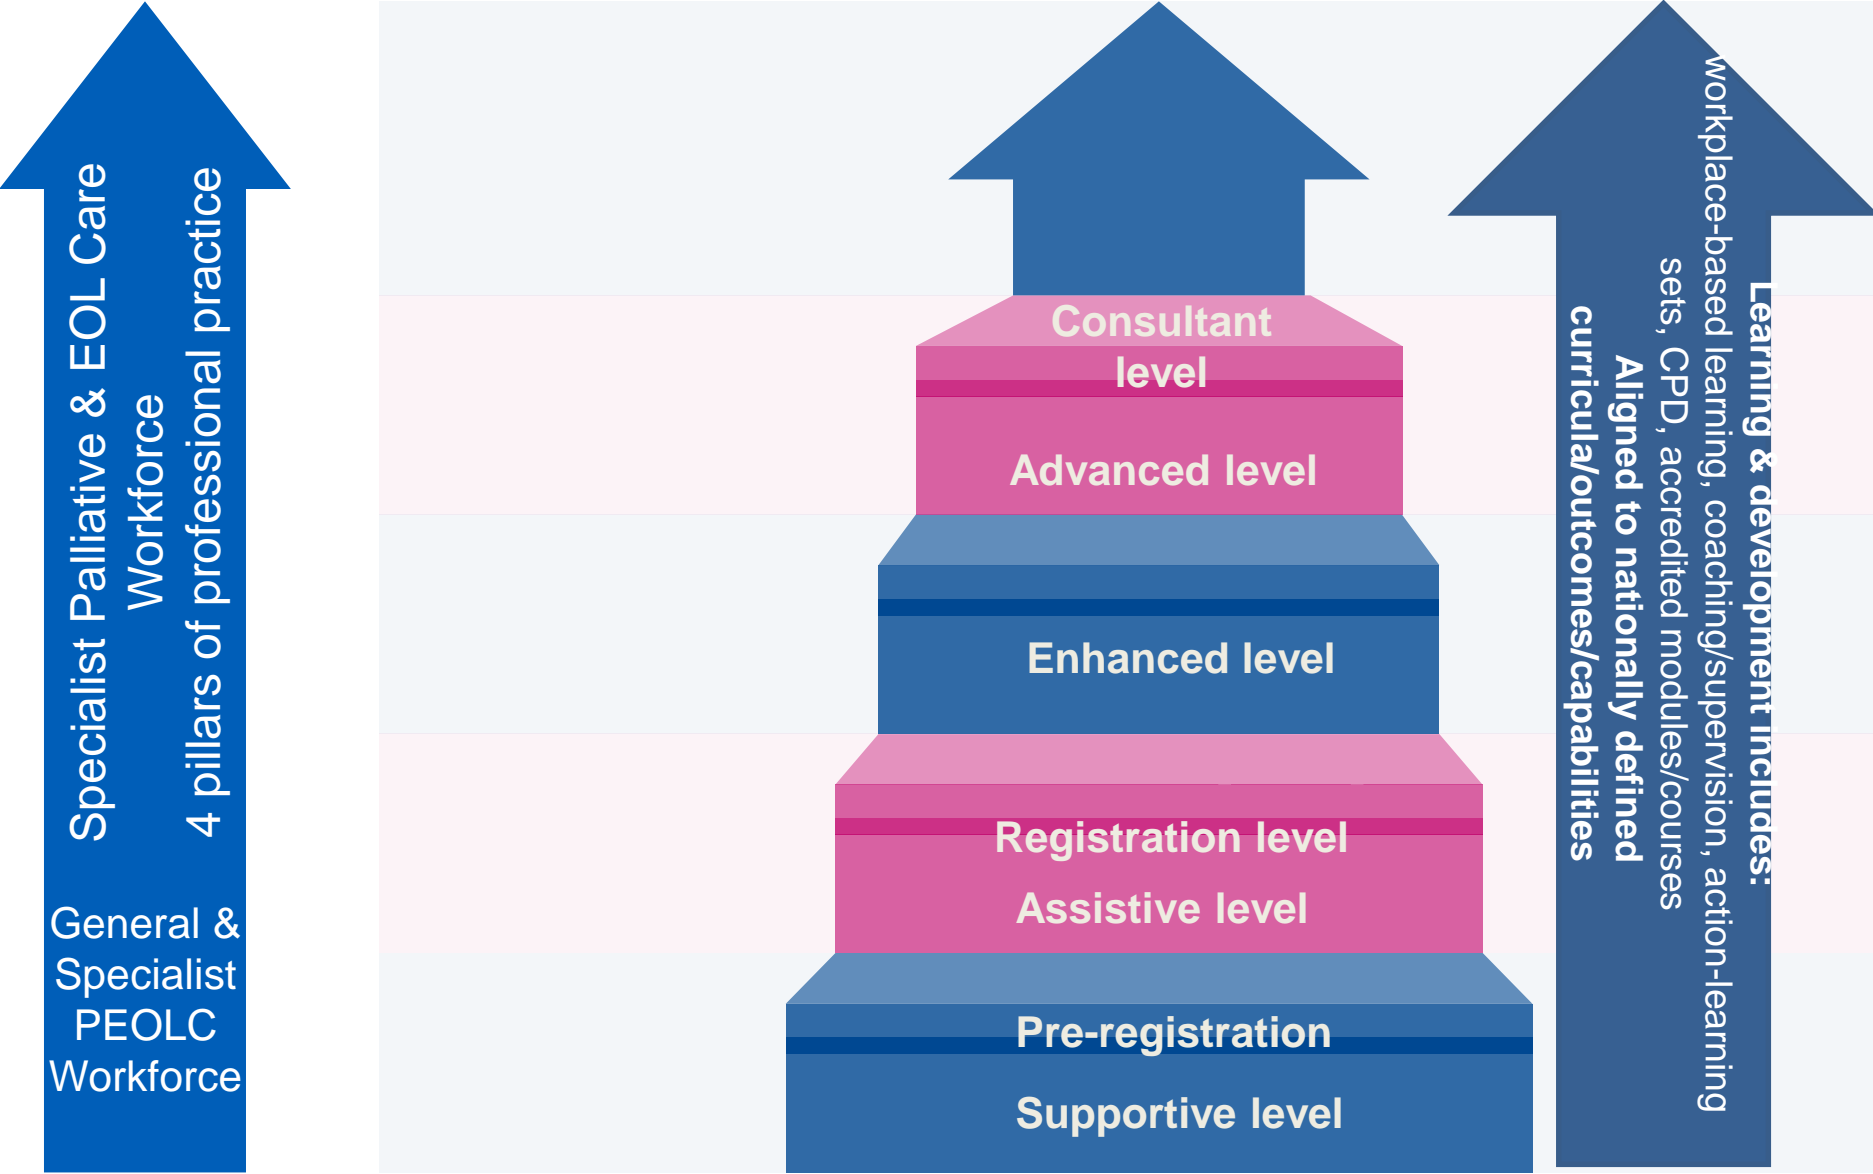 Specialist Palliative & EOL Care
Workforce
4 pillars of professional practice
General &
Specialist
PEOLC
Workforce
Consultant
level
Advanced level
Enhanced level
Registration level
Assistive level
Pre-registration
Supportive level
Learning & development includes:
workplace-based learning, coaching/supervision, action-learning
sets, CPD, accredited modules/courses
Aligned to nationally defined
curricula/outcomes/capabilities